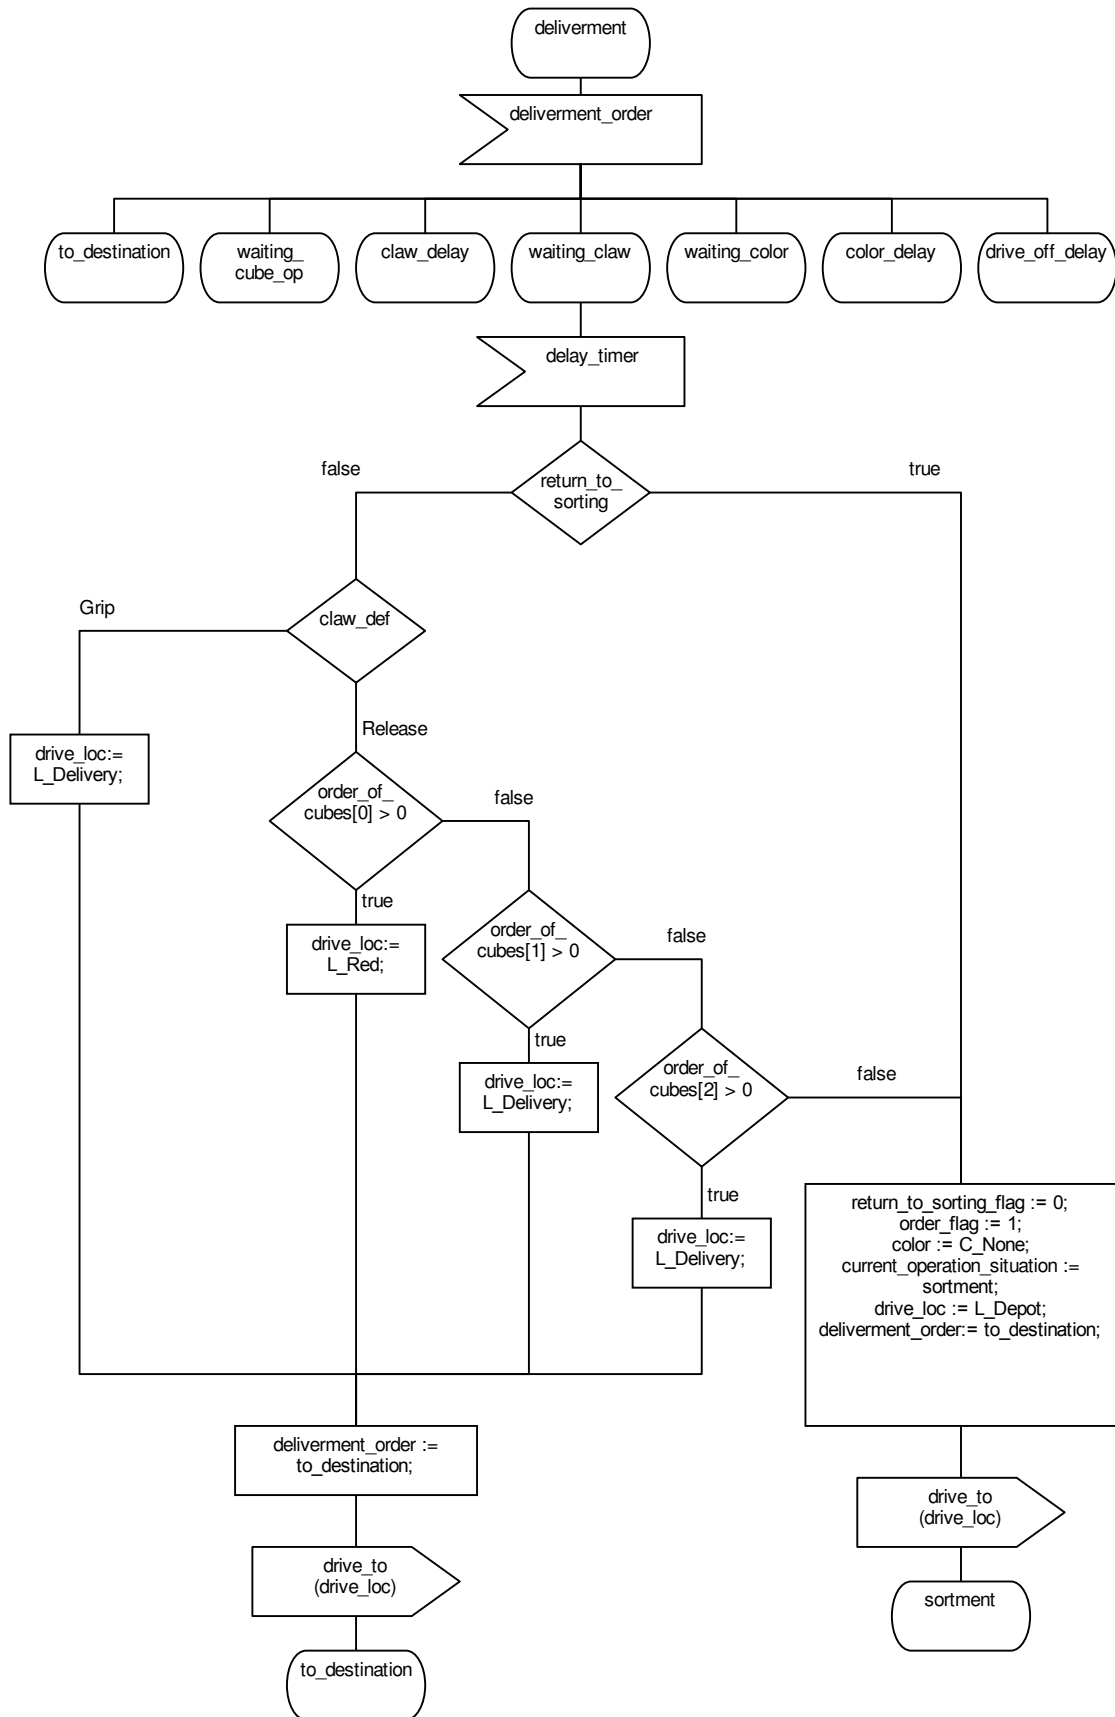 deliverment
deliverment_order
to_destination
waiting_
cube_op
claw_delay
waiting_claw
waiting_color
color_delay
drive_off_delay
delay_timer
false
return_to_
sorting
true
claw_def
Grip
Release
drive_loc:=
L_Delivery;
order_of_
cubes[0] > 0
false
true
drive_loc:=
L_Red;
order_of_
cubes[1] > 0
false
true
drive_loc:=
L_Delivery;
order_of_
cubes[2] > 0
false
true
drive_loc:=
L_Delivery;
return_to_sorting_flag := 0;
order_flag := 1;
color := C_None;
current_operation_situation :=
sortment;
drive_loc := L_Depot;
deliverment_order:= to_destination;
deliverment_order :=
to_destination;
drive_to
(drive_loc)
to_destination
drive_to
(drive_loc)
sortment